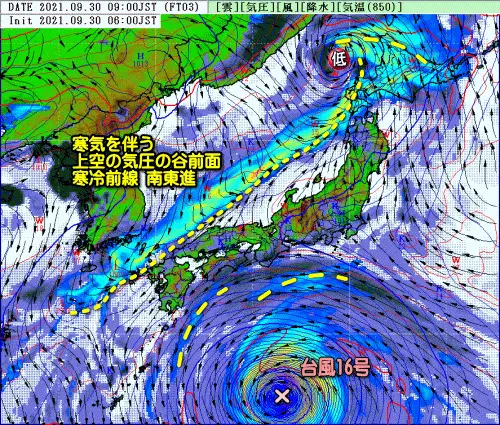 DATE 2021.09.30 09:00JST (FT03) [雲][気圧][風][降水][気温(850)]
Init 2021.09.30 06:00JST
低
寒気を伴う
上空の気圧の谷前面
寒冷前線 南東進
台風16号